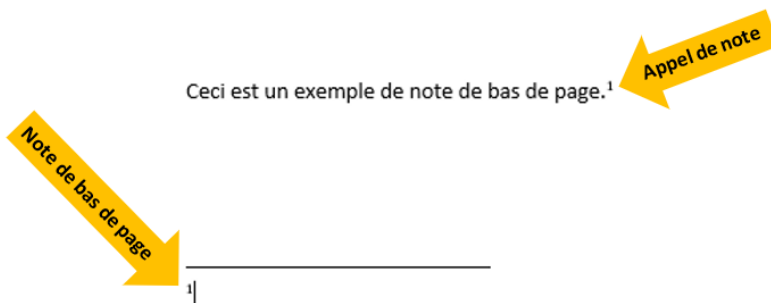 Appel de note
Ceci est un exemple de note de bas de page.¹
Note de bas de page
¹